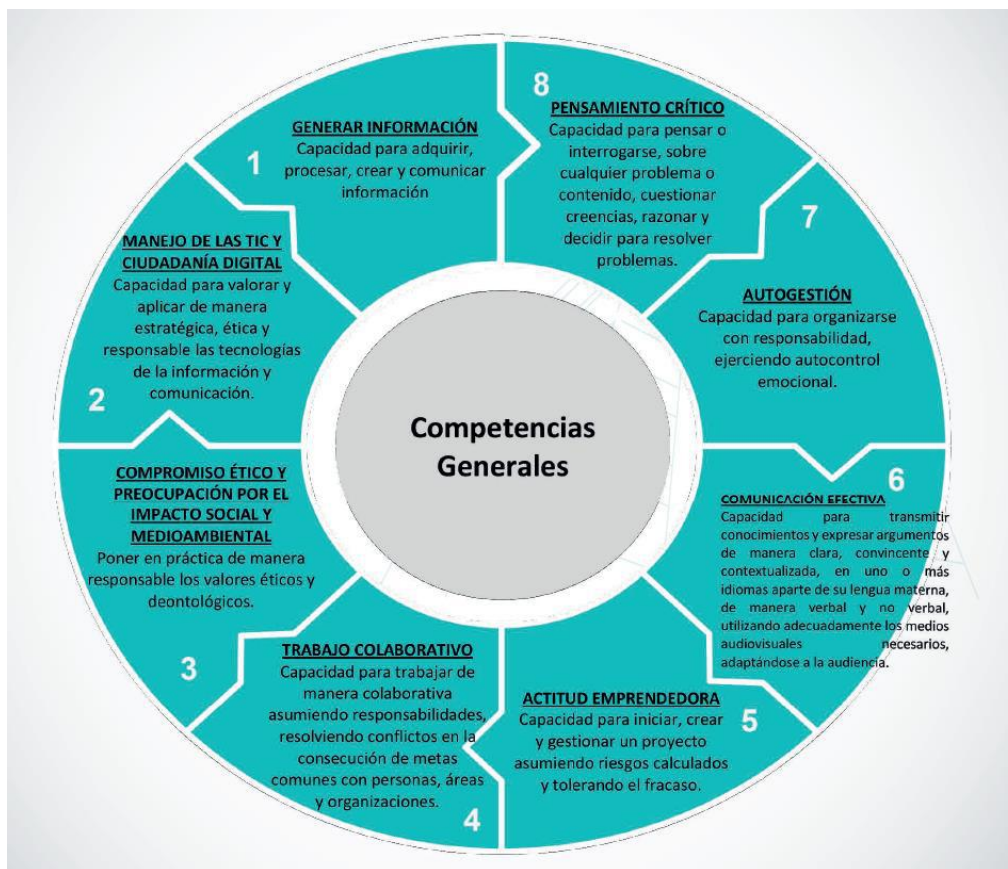 Competencias
Generales
1
GENERAR INFORMACIÓN
Capacidad para adquirir,
procesar, crear y comunicar
información
2
MANEJO DE LAS TIC Y
CIUDADANÍA DIGITAL
Capacidad para valorar y
aplicar de manera
estratégica, ética y
responsable las tecnologías
de la información y
comunicación.
3
COMPROMISO ÉTICO Y
PREOCUPACIÓN POR EL
IMPACTO SOCIAL Y
MEDIOAMBIENTAL
Poner en práctica de manera
responsable los valores éticos y
deontológicos.
4
TRABAJO COLABORATIVO
Capacidad para trabajar de
manera colaborativa
asumiendo responsabilidades,
resolviendo conflictos en la
consecución de metas
comunes con personas, áreas
y organizaciones.
5
ACTITUD EMPRENDEDORA
Capacidad para iniciar, crear
y gestionar un proyecto
asumiendo riesgos calculados
y tolerando el fracaso.
6
COMUNICACIÓN EFECTIVA
Capacidad para transmitir
conocimientos y expresar argumentos
de manera clara, convincente y
contextualizada, en uno o más
idiomas aparte de su lengua materna,
de manera verbal y no verbal,
utilizando adecuadamente los medios
audiovisuales necesarios,
adaptándose a la audiencia.
7
AUTOGESTIÓN
Capacidad para organizarse
con responsabilidad,
ejerciendo autocontrol
emocional.
8
PENSAMIENTO CRÍTICO
Capacidad para pensar o
interrogarse, sobre
cualquier problema o
contenido, cuestionar
creencias, razonar y
decidir para resolver
problemas.